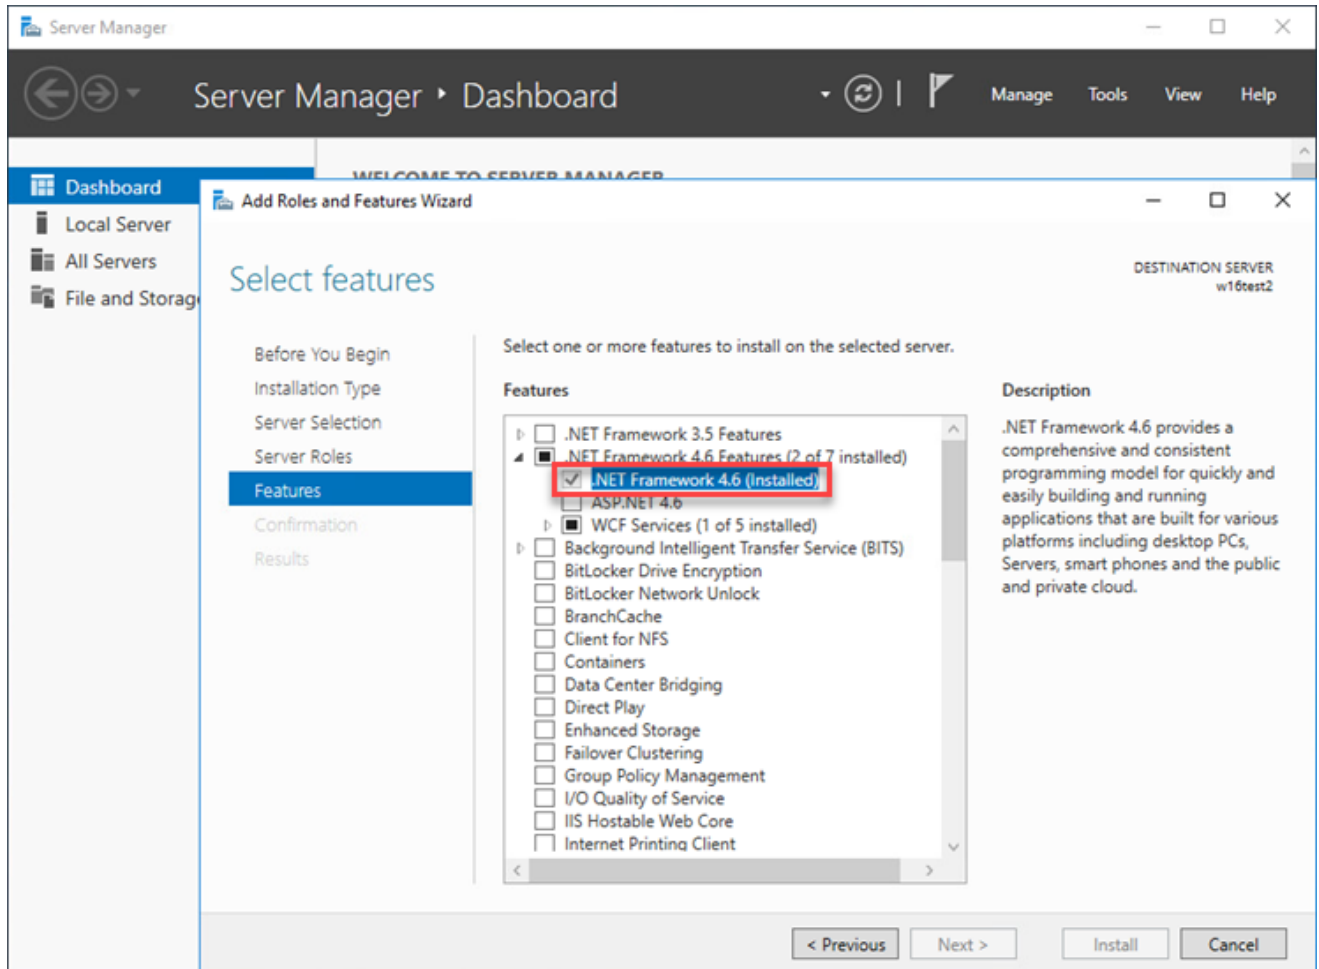 Server Manager
Server Manager ‣ Dashboard
Manage Tools View Help
WELCOME TO SERVER MANAGER
Dashboard
Local Server
All Servers
File and Storag
Add Roles and Features Wizard
Select features
DESTINATION SERVER
w16test2
Before You Begin
Installation Type
Server Selection
Server Roles
Features
Confirmation
Results
Select one or more features to install on the selected server.
Features
.NET Framework 3.5 Features
.NET Framework 4.6 Features (2 of 7 installed)
.NET Framework 4.6 (Installed)
ASP.NET 4.6
WCF Services (1 of 5 installed)
Background Intelligent Transfer Service (BITS)
BitLocker Drive Encryption
BitLocker Network Unlock
BranchCache
Client for NFS
Containers
Data Center Bridging
Direct Play
Enhanced Storage
Failover Clustering
Group Policy Management
I/O Quality of Service
IIS Hostable Web Core
Internet Printing Client
Description
.NET Framework 4.6 provides a
comprehensive and consistent
programming model for quickly and
easily building and running
applications that are built for various
platforms including desktop PCs,
Servers, smart phones and the public
and private cloud.
< Previous
Next >
Install
Cancel